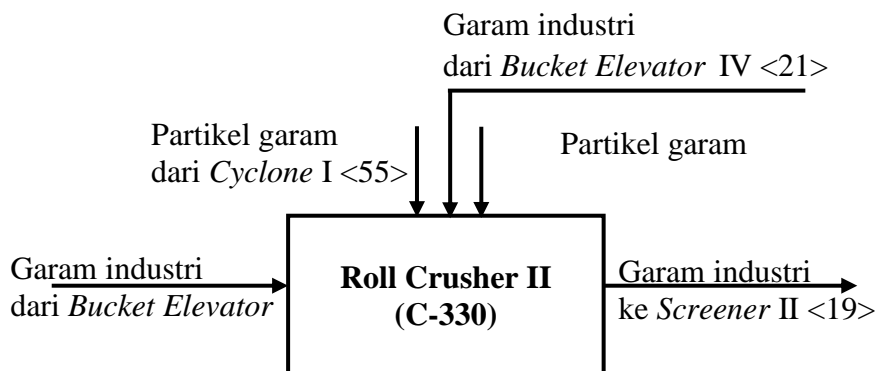 Garam industri
dari Bucket Elevator IV <21>
Partikel garam
dari Cyclone I <55>
Partikel garam
Garam industri
dari Bucket Elevator
Roll Crusher II
(C-330)
Garam industri
ke Screener II <19>